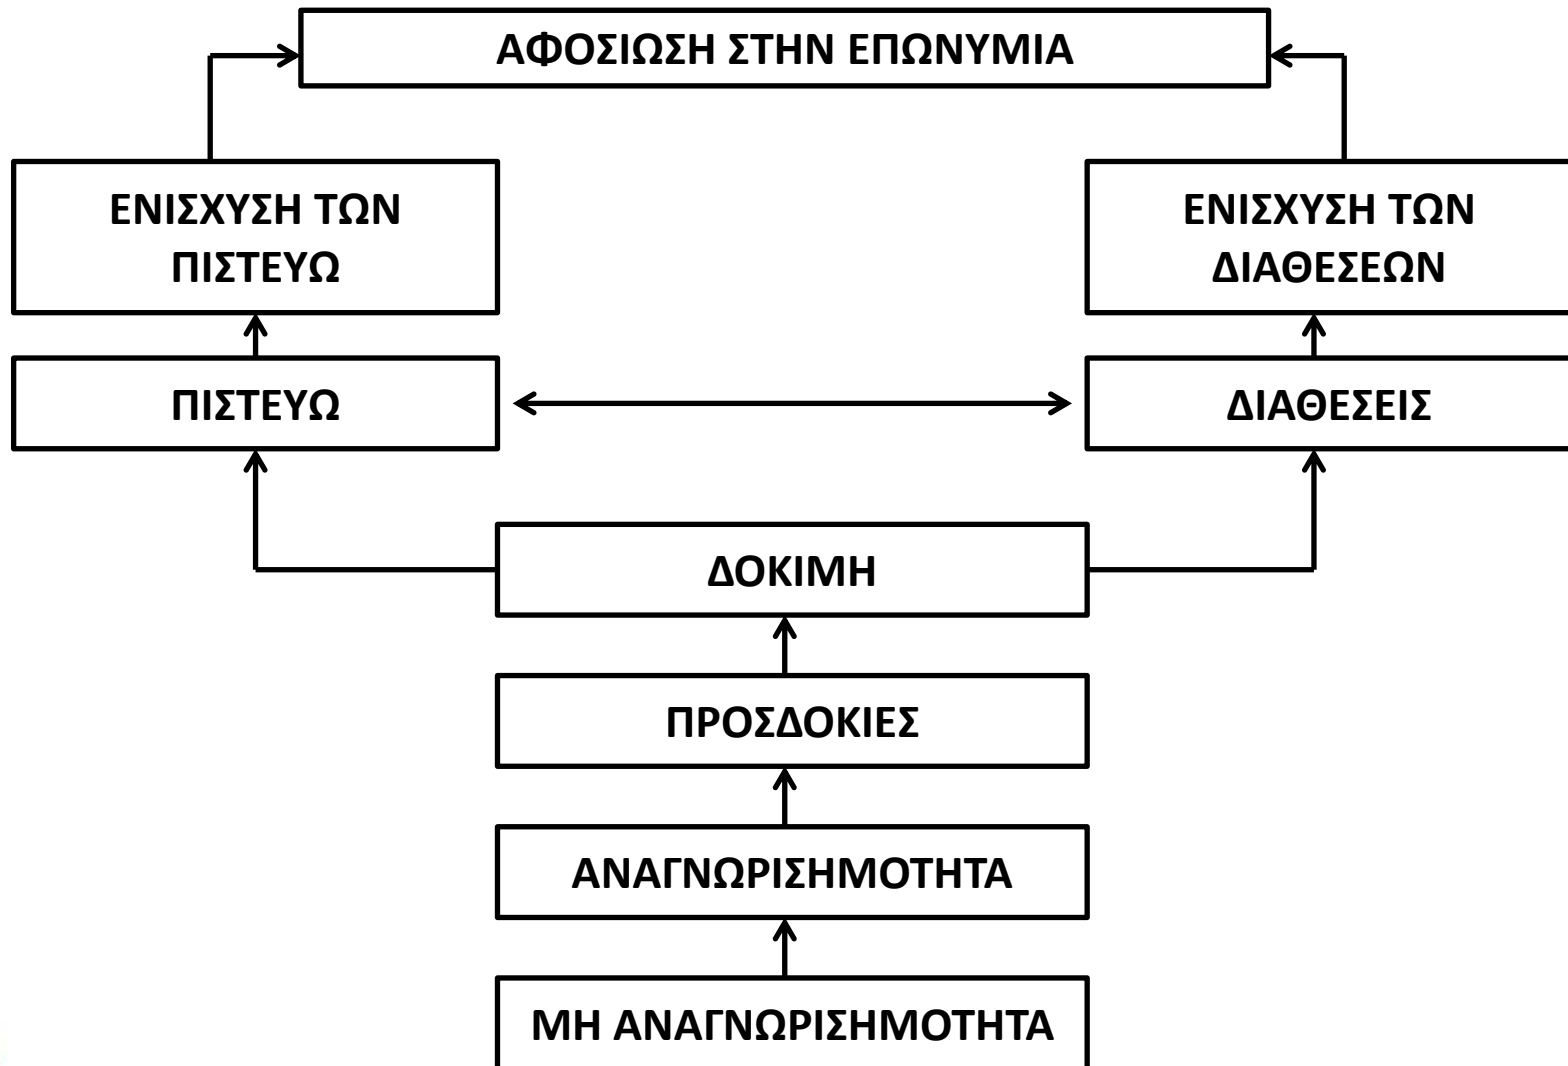 ΑΦΟΣΙΩΣΗ ΣΤΗΝ ΕΠΩΝΥΜΙΑ
ΕΝΙΣΧΥΣΗ ΤΩΝ
ΠΙΣΤΕΥΩ
ΕΝΙΣΧΥΣΗ ΤΩΝ
ΔΙΑΘΕΣΕΩΝ
ΠΙΣΤΕΥΩ
ΔΙΑΘΕΣΕΙΣ
ΔΟΚΙΜΗ
ΠΡΟΣΔΟΚΙΕΣ
ΑΝΑΓΝΩΡΙΣΗΜΟΤΗΤΑ
ΜΗ ΑΝΑΓΝΩΡΙΣΗΜΟΤΗΤΑ